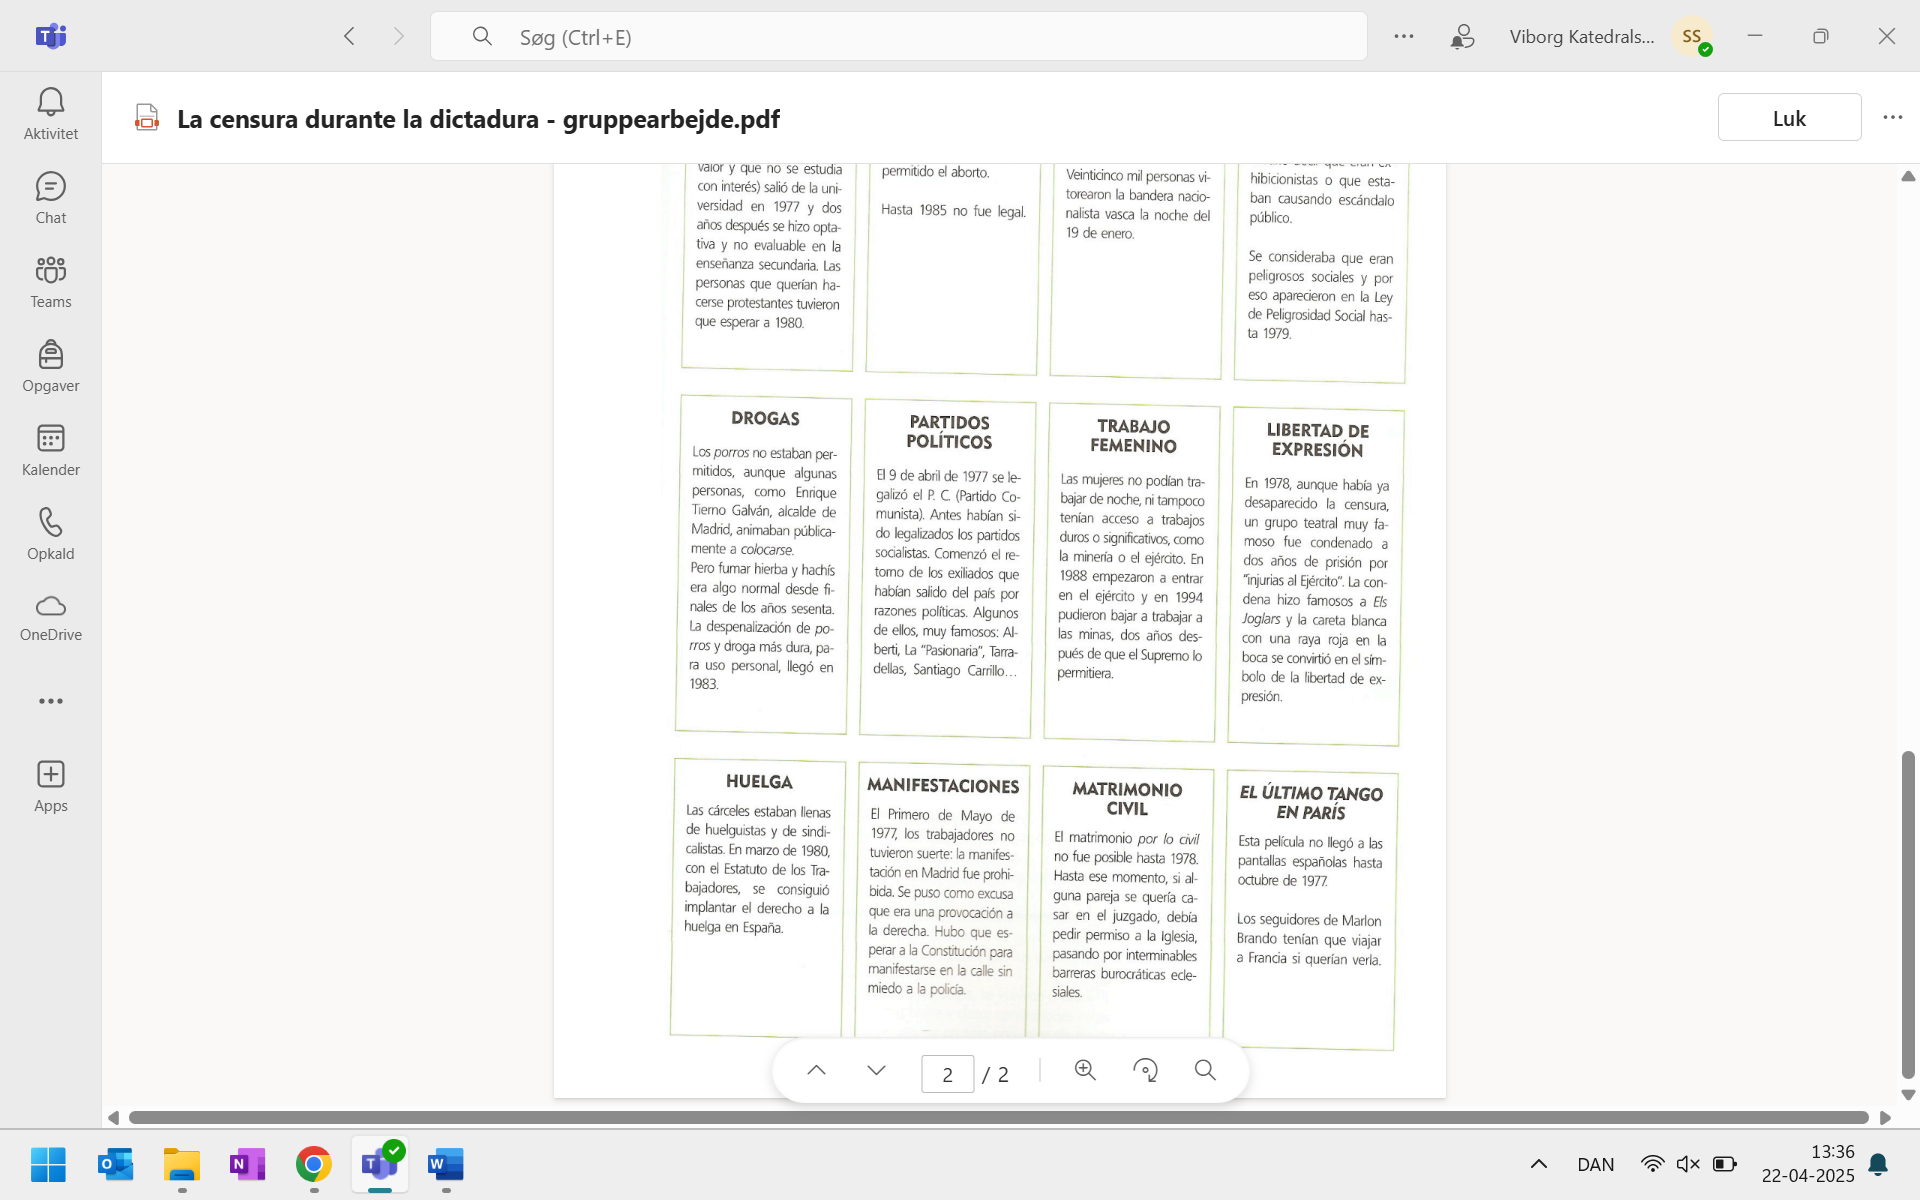 Søg (Ctrl+E)
Viborg Katedrals...
SS
Aktivitet
Chat
Teams
Opgaver
Kalender
Opkald
OneDrive
Apps
La censura durante la dictadura - gruppearbejde.pdf
Luk
valor y que no se estudia
con interés) salió de la uni-
versidad en 1977 y dos
años después se hizo opta-
tiva y no evaluable en la
enseñanza secundaria. Las
personas que querían ha-
cerse protestantes tuvieron
que esperar a 1980.
permitido el aborto.
Hasta 1985 no fue legal.
Veinticinco mil personas vi-
torearon la bandera nacio-
nalista vasca la noche del
19 de enero.
hibicionistas o que esta-
ban causando escándalo
público.
Se consideraba que eran
peligrosos sociales y por
eso aparecieron en la Ley
de Peligrosidad Social has-
ta 1979.
DROGAS
Los porros no estaban per-
mitidos, aunque algunas
personas, como Enrique
Tierno Galván, alcalde de
Madrid, animaban pública-
mente a colocarse.
Pero fumar hierba y hachís
era algo normal desde fi-
nales de los años sesenta.
La despenalización de po-
rros y droga más dura, pa-
ra uso personal, llegó en
1983.
PARTIDOS
POLÍTICOS
El 9 de abril de 1977 se le-
galizó el P. C. (Partido Co-
munista). Antes habían si-
do legalizados los partidos
socialistas. Comenzó el re-
torno de los exiliados que
habían salido del país por
razones políticas. Algunos
de ellos, muy famosos: Al-
berti, La "Pasionaria", Tarra-
dellas, Santiago Carrillo...
TRABAJO
FEMENINO
Las mujeres no podían tra-
bajar de noche, ni tampoco
tenían acceso a trabajos
duros o significativos, como
la minería o el ejército. En
1988 empezaron a entrar
en el ejército y en 1994
pudieron bajar a trabajar a
las minas, dos años des-
pués de que el Supremo lo
permitiera.
LIBERTAD DE
EXPRESIÓN
En 1978, aunque había ya
desaparecido la censura,
un grupo teatral muy fa-
moso fue condenado a
dos años de prisión por
"injurias al Ejército". La con-
dena hizo famosos a Els
Joglars y la careta blanca
con una raya roja en la
boca se convirtió en el sím-
bolo de la libertad de ex-
presión.
HUELGA
Las cárceles estaban llenas
de huelguistas y de sindi-
calistas. En marzo de 1980,
con el Estatuto de los Tra-
bajadores, se consiguió
implantar el derecho a la
huelga en España.
MANIFESTACIONES
El Primero de Mayo de
1977, los trabajadores no
tuvieron suerte: la manifes-
tación en Madrid fue prohi-
bida. Se puso como excusa
que era una provocación a
la derecha. Hubo que es-
perar a la Constitución para
manifestarse en la calle sin
miedo a la policía.
MATRIMONIO
CIVIL
El matrimonio por lo civil
no fue posible hasta 1978.
Hasta ese momento, si al-
guna pareja se quería ca-
sar en el juzgado, debía
pedir permiso a la Iglesia,
pasando por interminables
barreras burocráticas ecle-
siales.
EL ÚLTIMO TANGO
EN PARÍS
Esta película no llegó a las
pantallas españolas hasta
octubre de 1977.
Los seguidores de Marlon
Brando tenían que viajar
a Francia si querían verla.
2 / 2
DAN
13:36
22-04-2025